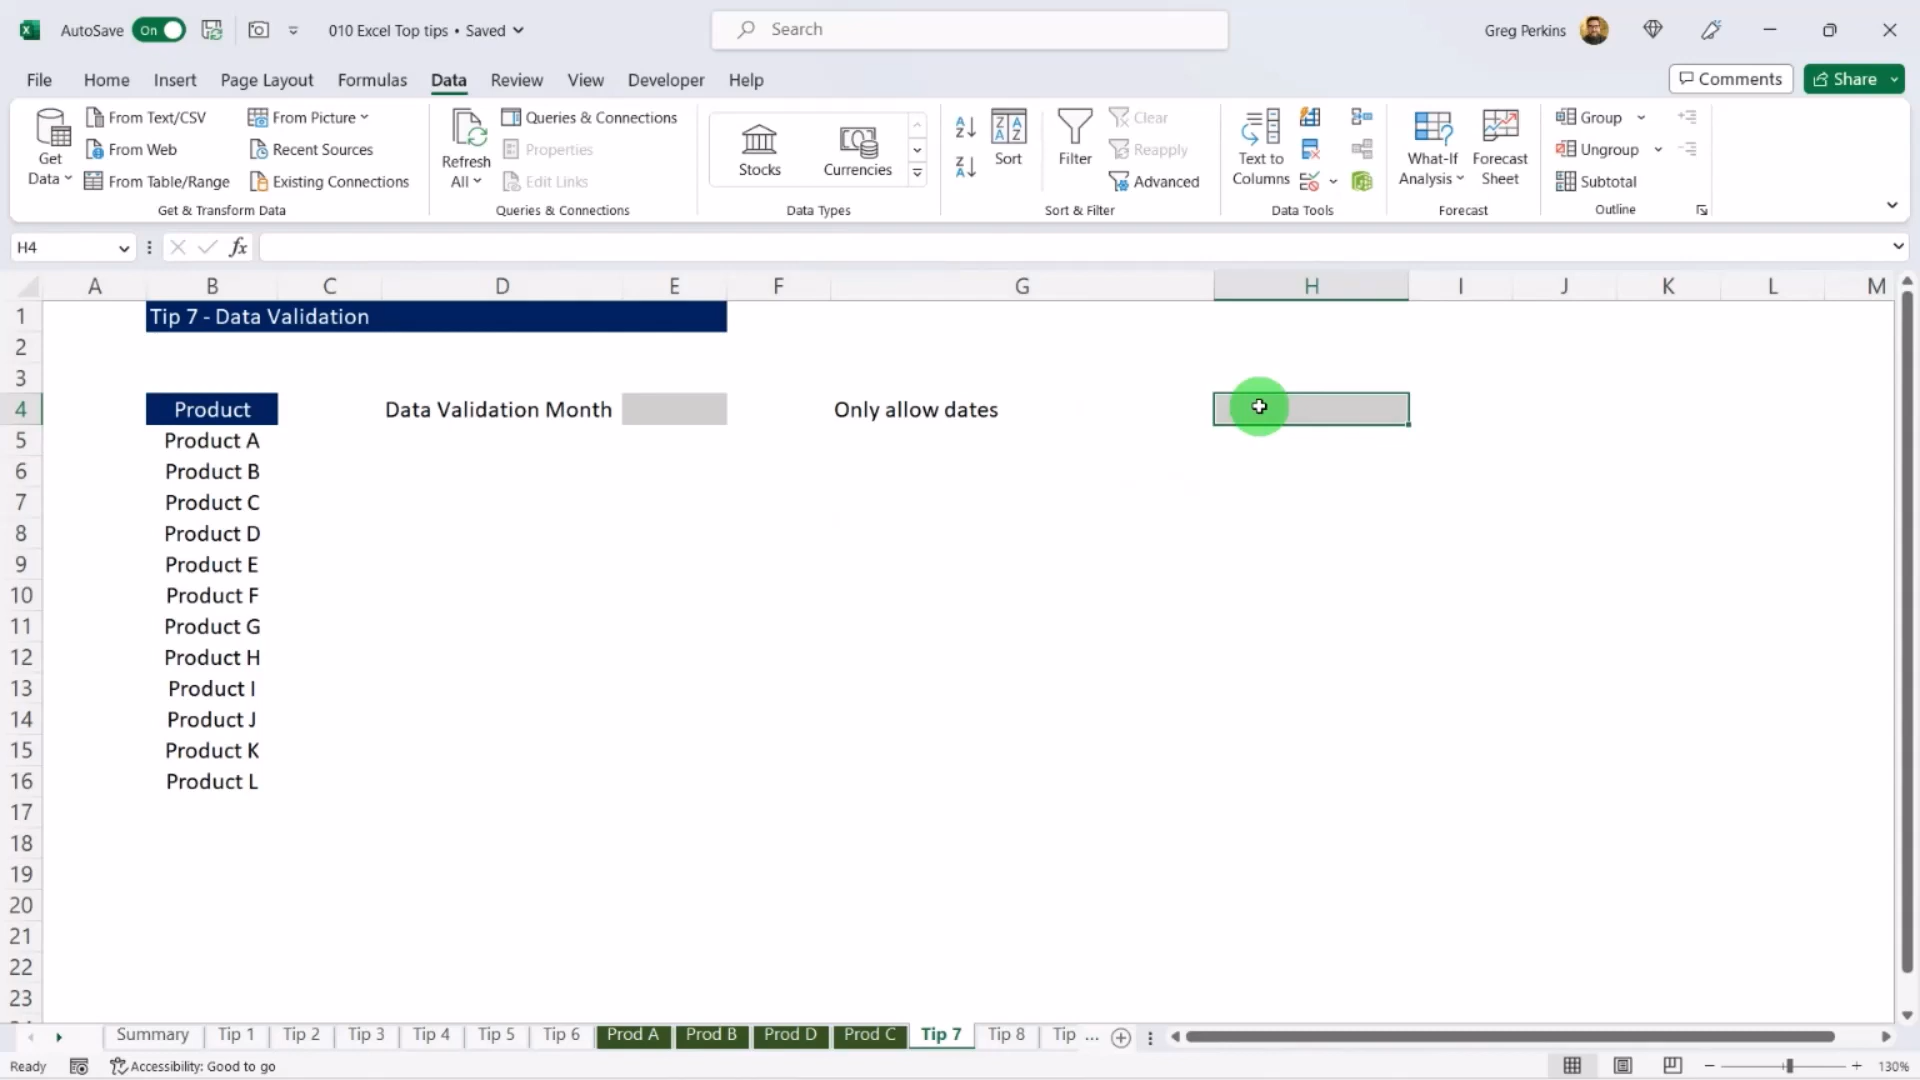 AutoSave On 010 Excel Top tips • Saved Search Greg Perkins
File Home Insert Page Layout Formulas Data Review View Developer Help Comments Share
Get Data
From Text/CSV
From Web
From Table/Range
From Picture
Recent Sources
Existing Connections
Get & Transform Data
Refresh All
Queries & Connections
Properties
Edit Links
Queries & Connections
Stocks
Currencies
Data Types
Sort
Filter
Clear
Reapply
Advanced
Sort & Filter
Text to Columns
Data Tools
What-If Analysis
Forecast Sheet
Forecast
Group
Ungroup
Subtotal
Outline
H4 fx
A B C D E F G H I J K L M
1 Tip 7 - Data Validation
2
3
4 Product Data Validation Month Only allow dates
5 Product A
6 Product B
7 Product C
8 Product D
9 Product E
10 Product F
11 Product G
12 Product H
13 Product I
14 Product J
15 Product K
16 Product L
17
18
19
20
21
22
23
Summary Tip 1 Tip 2 Tip 3 Tip 4 Tip 5 Tip 6 Prod A Prod B Prod D Prod C Tip 7 Tip 8 Tip ...
Ready Accessibility: Good to go 130%